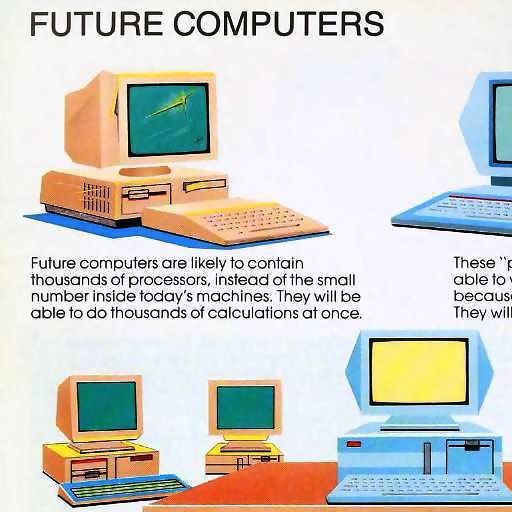 FUTURE COMPUTERS
Future computers are likely to contain
thousands of processors, instead of the small
number inside today's machines. They will be
able to do thousands of calculations at once.
These "p
able to
becaus
They will